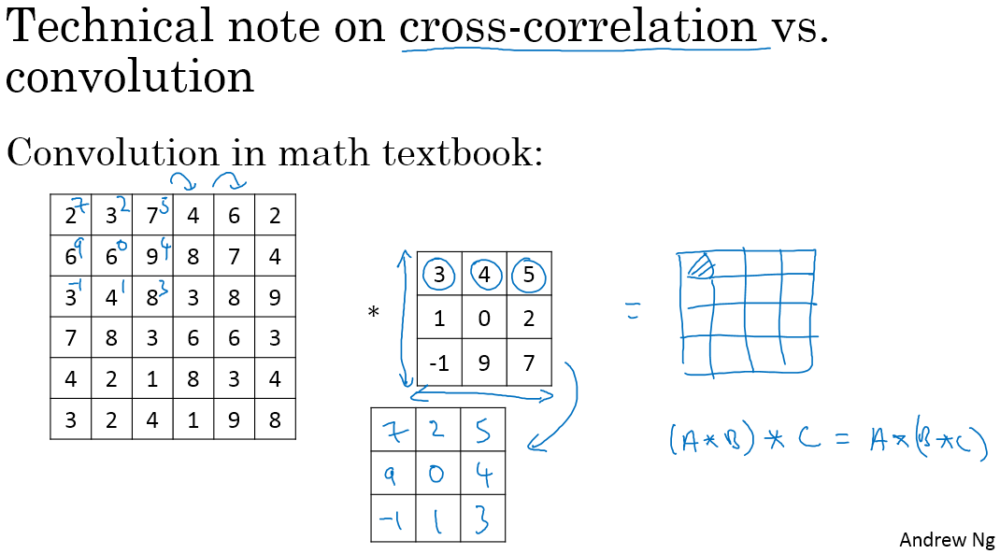 Technical note on cross-correlation vs.
convolution
Convolution in math textbook:
2 7 3 2 7 5 4 6 2
6 9 6 0 9 4 8 7 4
3 -1 4 1 8 3 3 8 9
7 8 3 6 6 3
4 2 1 8 3 4
3 2 4 1 9 8
*
3 4 5
1 0 2
-1 9 7
=
7 2 5
9 0 4
-1 1 3
(A*B)*C = A*(B*C)
Andrew Ng